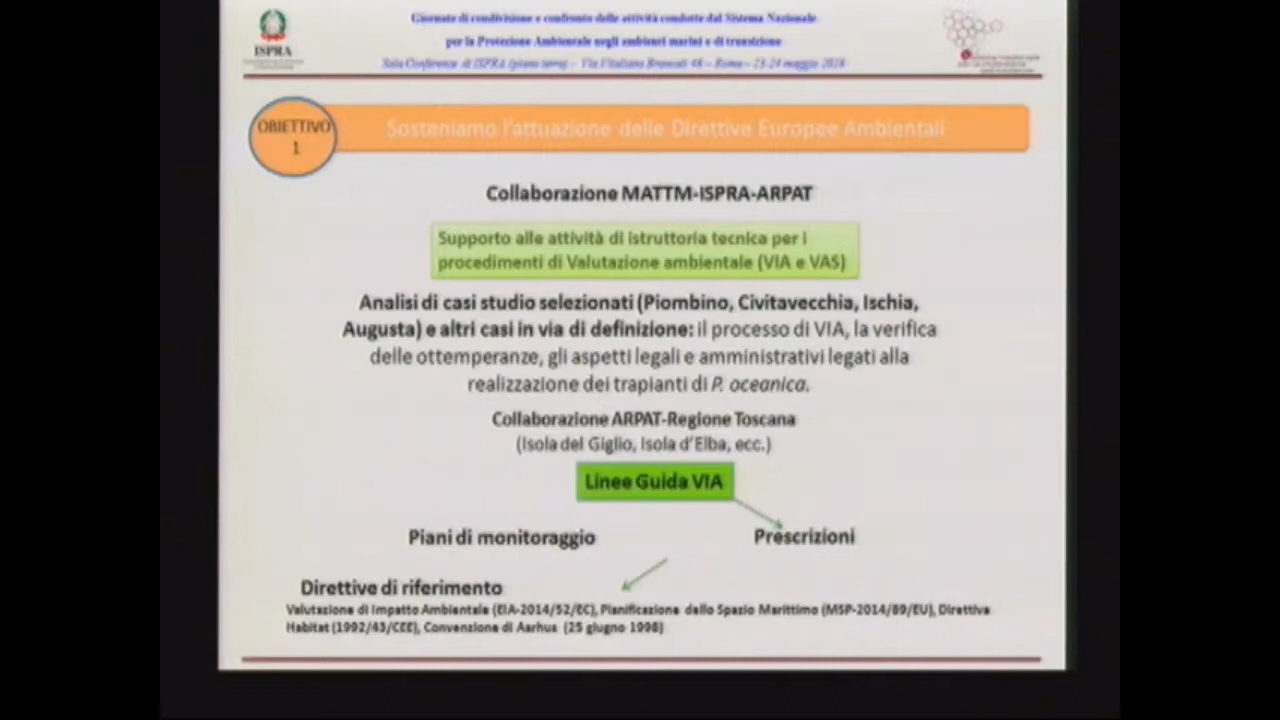 Giornate di condivisione e confronto delle attività condotte dal Sistema Nazionale
per la Protezione Ambientale negli ambienti marini e di transizione
Sala Conferenze di ISPRA (piano terra) – Via Vitaliano Brancati 48 – Roma – 23-24 maggio 2018
ISPRA
OBIETTIVO
1
Sosteniamo l'attuazione delle Direttive Europee Ambientali
Collaborazione MATTM-ISPRA-ARPAT
Supporto alle attività di istruttoria tecnica per i
procedimenti di Valutazione ambientale (VIA e VAS)
Analisi di casi studio selezionati (Piombino, Civitavecchia, Ischia,
Augusta) e altri casi in via di definizione: il processo di VIA, la verifica
delle ottemperanze, gli aspetti legali e amministrativi legati alla
realizzazione dei trapianti di P. oceanica.
Collaborazione ARPAT-Regione Toscana
(Isola del Giglio, Isola d'Elba, ecc.)
Linee Guida VIA
Piani di monitoraggio
Prescrizioni
Direttive di riferimento
Valutazione di Impatto Ambientale (EIA-2014/52/EC), Pianificazione dello Spazio Marittimo (MSP-2014/89/EU), Direttiva
Habitat (1992/43/CEE), Convenzione di Aarhus (25 giugno 1998)